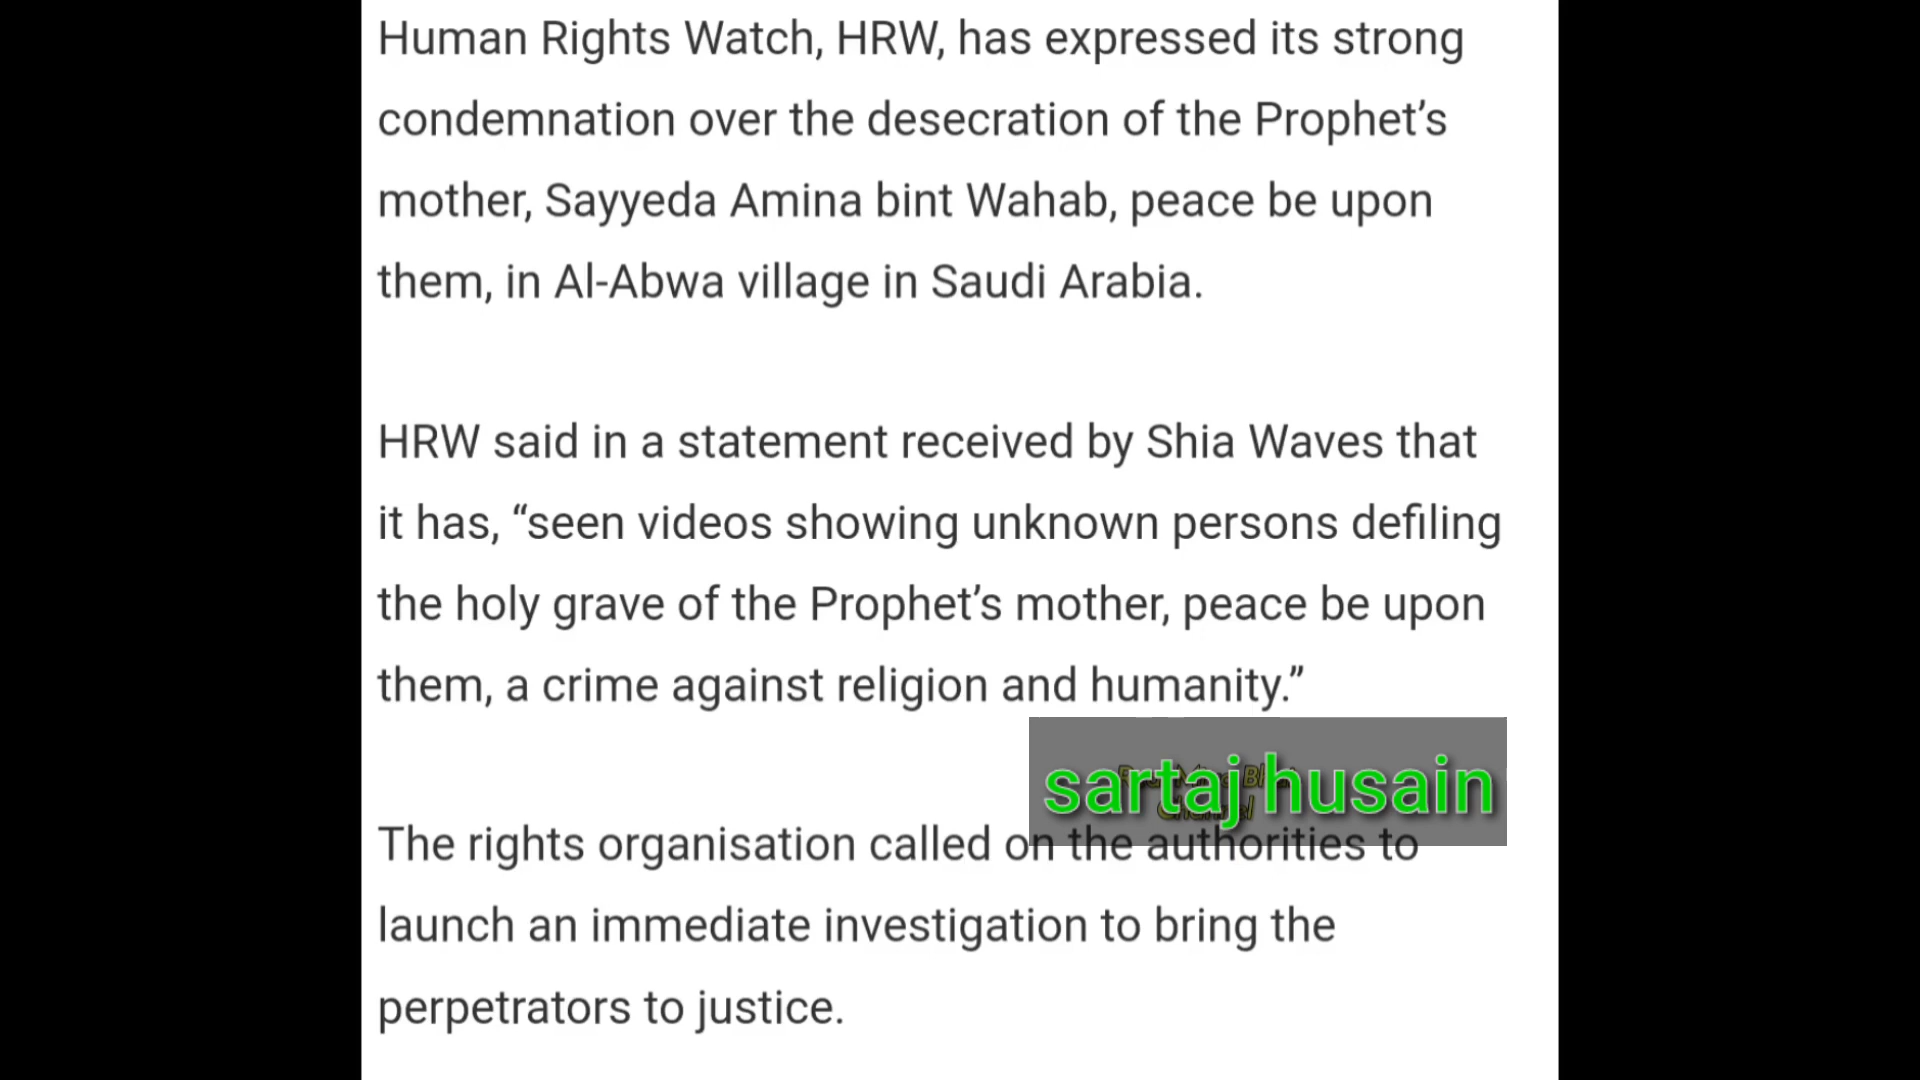 Human Rights Watch, HRW, has expressed its strong
condemnation over the desecration of the Prophet’s
mother, Sayyeda Amina bint Wahab, peace be upon
them, in Al-Abwa village in Saudi Arabia.
HRW said in a statement received by Shia Waves that
it has, “seen videos showing unknown persons defiling
the holy grave of the Prophet’s mother, peace be upon
them, a crime against religion and humanity.”
sartaj husain
Channel
The rights organisation called on the authorities to
launch an immediate investigation to bring the
perpetrators to justice.